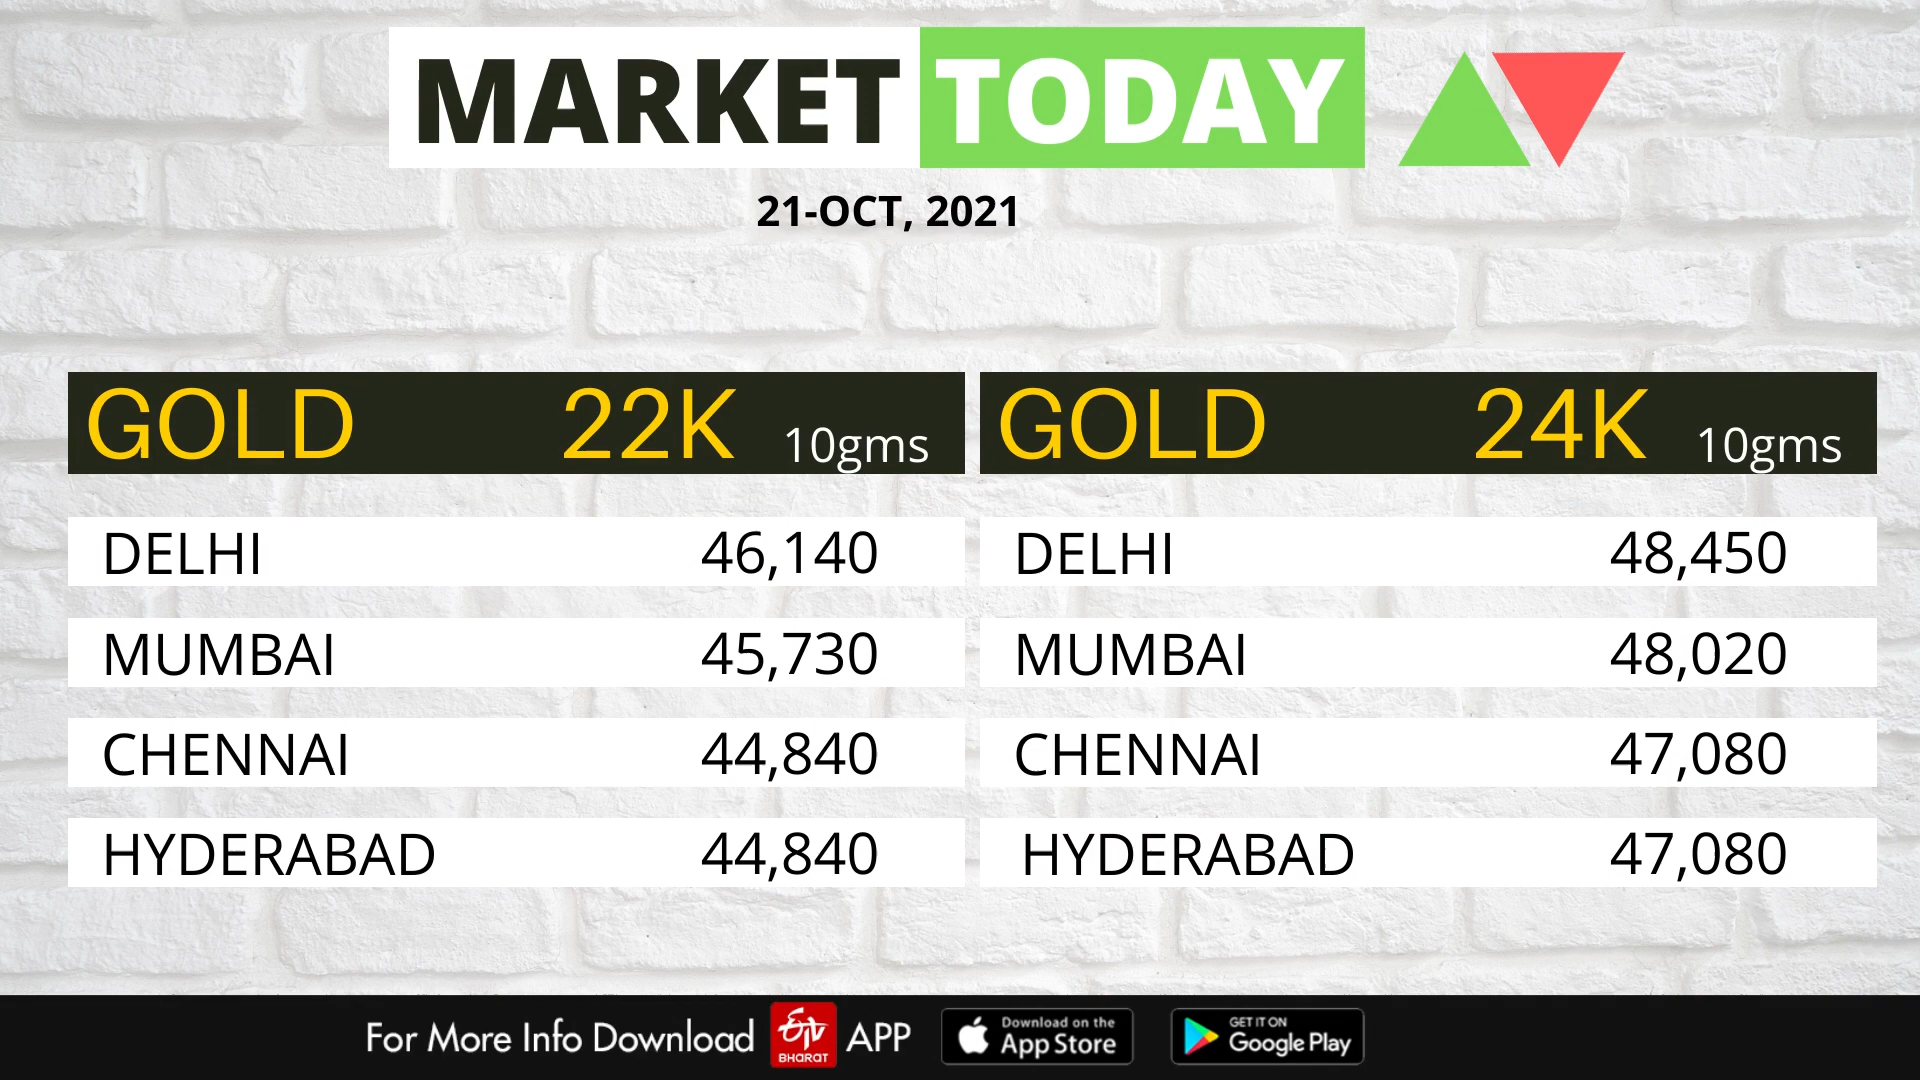 MARKET TODAY
21-OCT, 2021
GOLD 22K 10gms
DELHI 46,140
MUMBAI 45,730
CHENNAI 44,840
HYDERABAD 44,840
GOLD 24K 10gms
DELHI 48,450
MUMBAI 48,020
CHENNAI 47,080
HYDERABAD 47,080
For More Info Download ETV BHARAT APP Download on the App Store GET IT ON Google Play